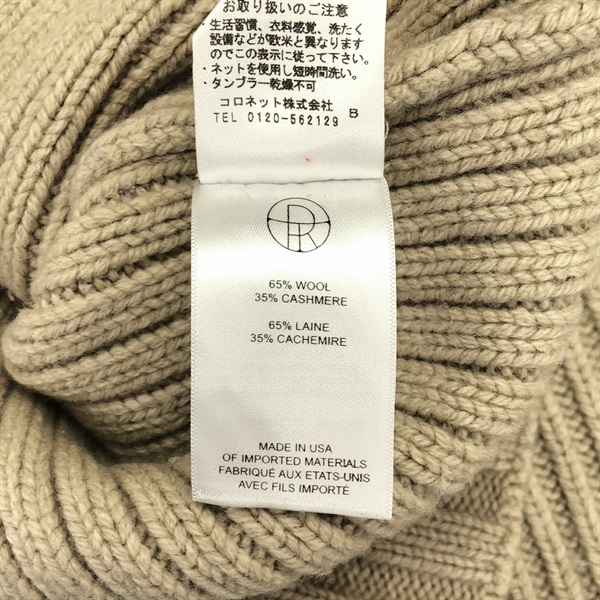 お取り扱いのご注意
・生活習慣、衣料感覚、洗たく
設備などが欧米と異なります
のでこの表示に従って下さい。
・ネットを使用し短時間洗い。
・タンブラー乾燥不可
コロネット株式会社
TEL 0120-562129 B
65% WOOL
35% CASHMERE
65% LAINE
35% CACHEMIRE
MADE IN USA
OF IMPORTED MATERIALS
FABRIQUÉ AUX ETATS-UNIS
AVEC FILS IMPORTÉ